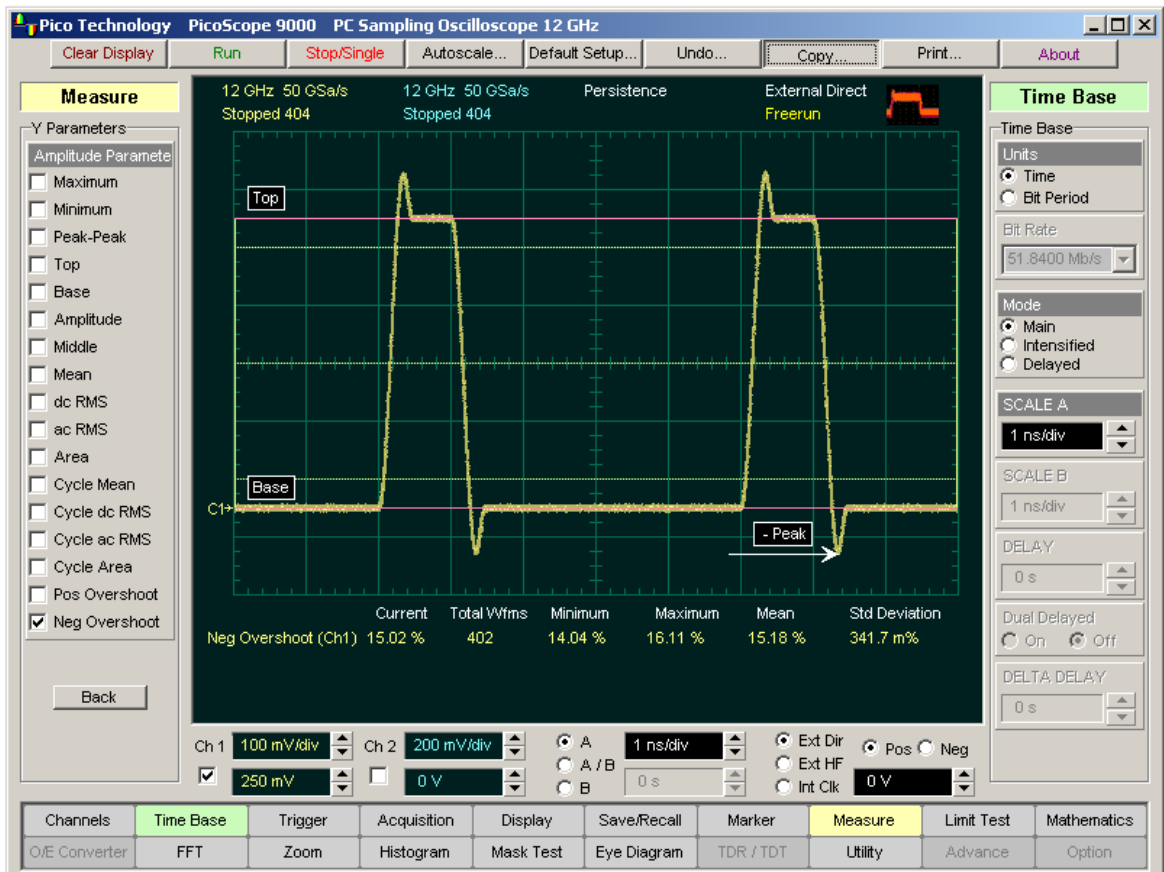 Pico Technology PicoScope 9000 PC Sampling Oscilloscope 12 GHz
Clear Display Run Stop/Single Autoscale... Default Setup... Undo... Copy... Print... About
Measure
Y Parameters
Amplitude Paramete
Maximum
Minimum
Peak-Peak
Top
Base
Amplitude
Middle
Mean
dc RMS
ac RMS
Area
Cycle Mean
Cycle dc RMS
Cycle ac RMS
Cycle Area
Pos Overshoot
Neg Overshoot
Back
12 GHz 50 GSa/s 12 GHz 50 GSa/s Persistence External Direct
Stopped 404 Stopped 404 Freerun
Top
Base
C1
- Peak
Current Total Wfms Minimum Maximum Mean Std Deviation
Neg Overshoot (Ch1) 15.02 % 402 14.04 % 16.11 % 15.18 % 341.7 m%
Time Base
Time Base
Units
Time
Bit Period
Bit Rate
51.8400 Mb/s
Mode
Main
Intensified
Delayed
SCALE A
1 ns/div
SCALE B
1 ns/div
DELAY
0 s
Dual Delayed
On Off
DELTA DELAY
0 s
Ch 1 100 mV/div Ch 2 200 mV/div A 1 ns/div Ext Dir Pos Neg
A / B Ext HF
250 mV 0 V B 0 s Int Clk 0 V
Channels Time Base Trigger Acquisition Display Save/Recall Marker Measure Limit Test Mathematics
O/E Converter FFT Zoom Histogram Mask Test Eye Diagram TDR / TDT Utility Advance Option